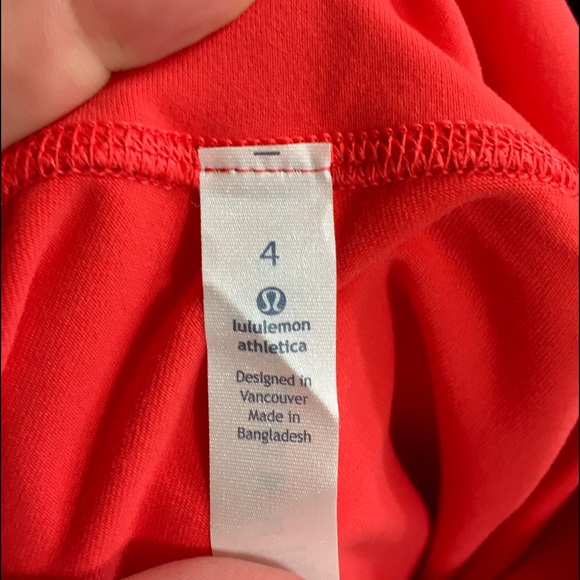 4
lululemon
athletica
Designed in
Vancouver
Made in
Bangladesh